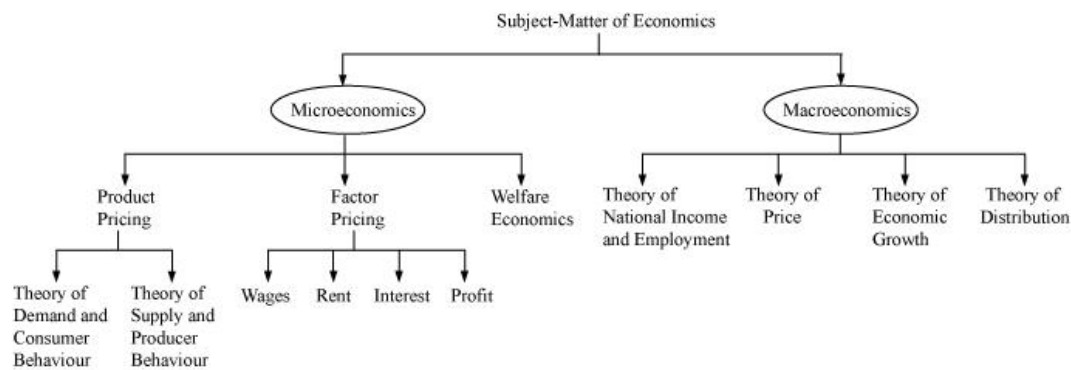 Subject-Matter of Economics
Microeconomics
Macroeconomics
Product
Pricing
Factor
Pricing
Welfare
Economics
Theory of
National Income
and Employment
Theory of
Price
Theory of
Economic
Growth
Theory of
Distribution
Theory of
Demand and
Consumer
Behaviour
Theory of
Supply and
Producer
Behaviour
Wages
Rent
Interest
Profit